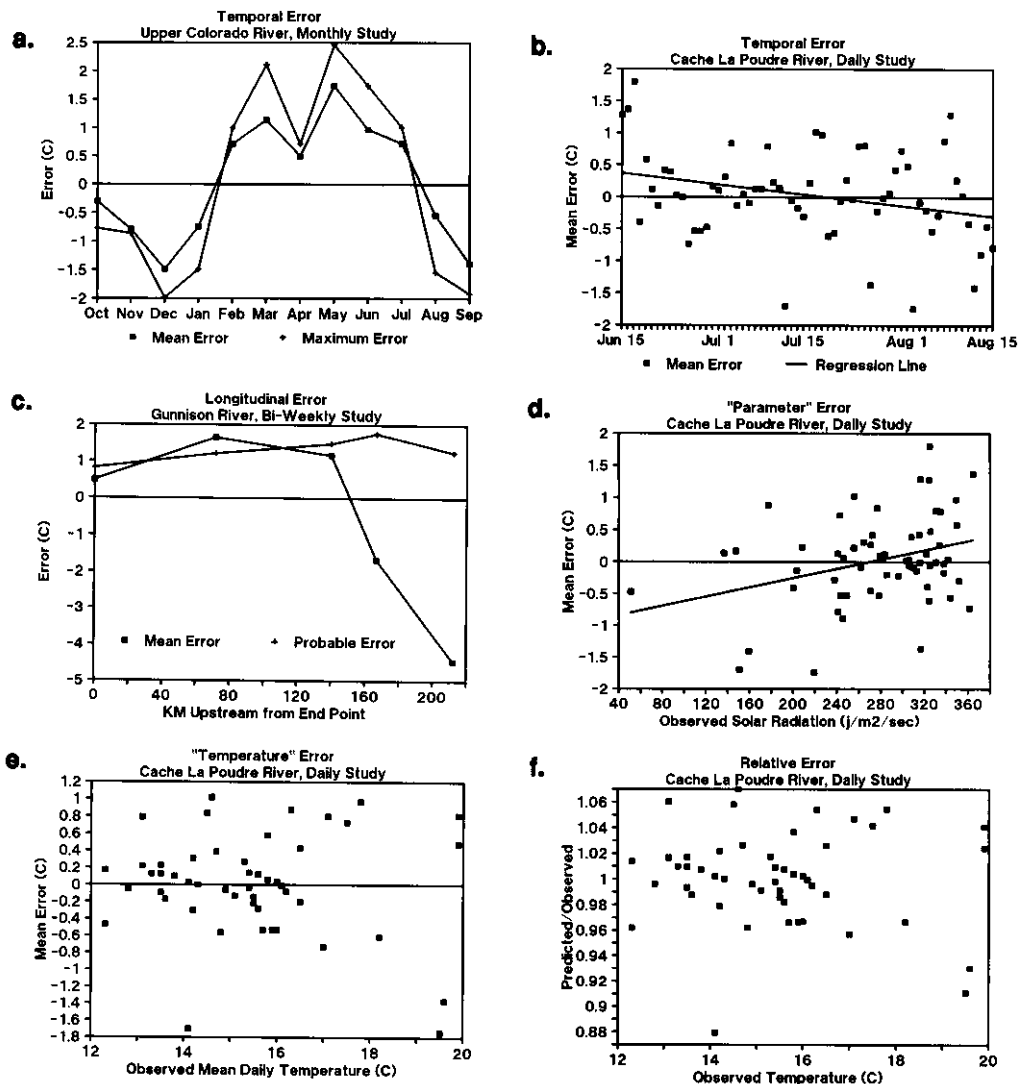 a.
Temporal Error
Upper Colorado River, Monthly Study
Error (C)
2.5
2
1.5
1
0.5
0
-0.5
-1
-1.5
-2
Oct Nov Dec Jan Feb Mar Apr May Jun Jul Aug Sep
Mean Error Maximum Error
b.
Temporal Error
Cache La Poudre River, Daily Study
Mean Error (C)
2
1.5
1
0.5
0
-0.5
-1
-1.5
-2
Jun 15 Jul 1 Jul 15 Aug 1 Aug 15
Mean Error Regression Line
c.
Longitudinal Error
Gunnison River, Bi-Weekly Study
Error (C)
2
1
0
-1
-2
-3
-4
-5
Mean Error Probable Error
0 40 80 120 160 200
KM Upstream from End Point
d.
"Parameter" Error
Cache La Poudre River, Daily Study
Mean Error (C)
2
1.5
1
0.5
0
-0.5
-1
-1.5
-2
40 80 120 160 200 240 280 320 360
Observed Solar Radiation (j/m2/sec)
e.
"Temperature" Error
Cache La Poudre River, Daily Study
Mean Error (C)
1.2
1
0.8
0.6
0.4
0.2
0
-0.2
-0.4
-0.6
-0.8
-1
-1.2
-1.4
-1.6
-1.8
12 14 16 18 20
Observed Mean Daily Temperature (C)
f.
Relative Error
Cache La Poudre River, Daily Study
Predicted/Observed
1.06
1.04
1.02
1.00
0.98
0.96
0.94
0.92
0.9
0.88
12 14 16 18 20
Observed Temperature (C)